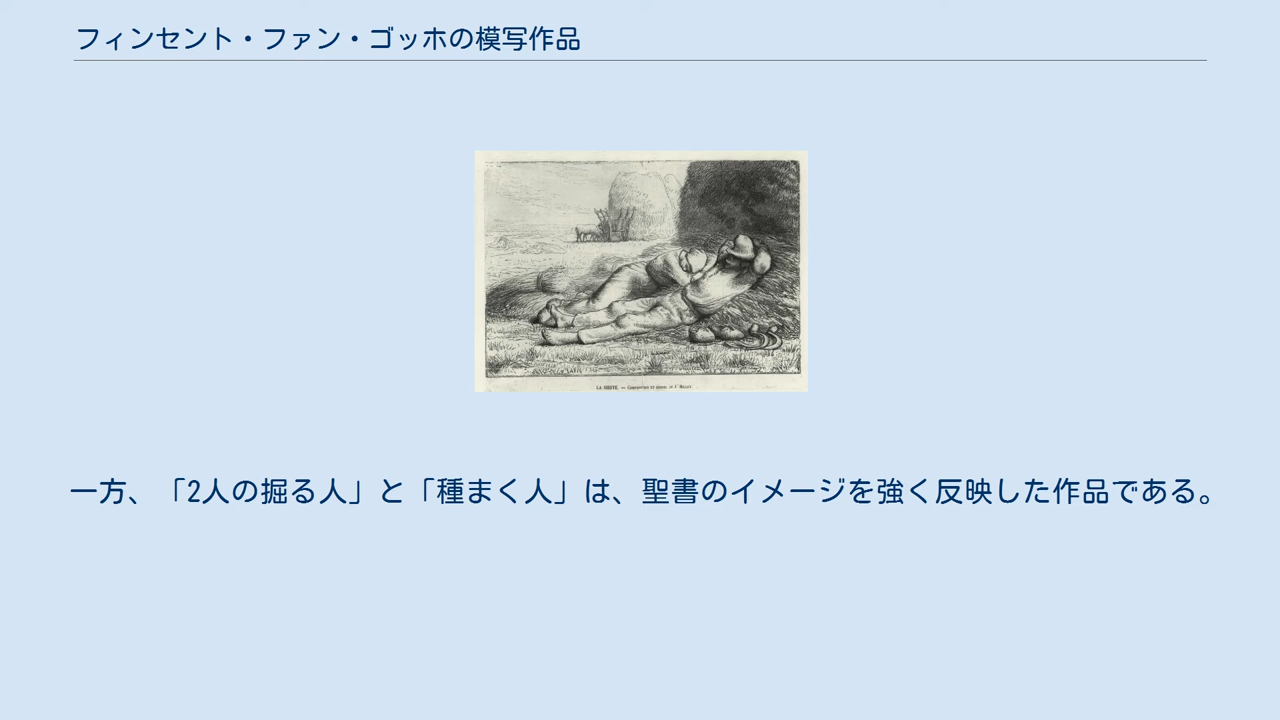 フィンセント・ファン・ゴッホの模写作品
LA SIESTE. —
一方、「2人の掘る人」と「種まく人」は、聖書のイメージを強く反映した作品である。